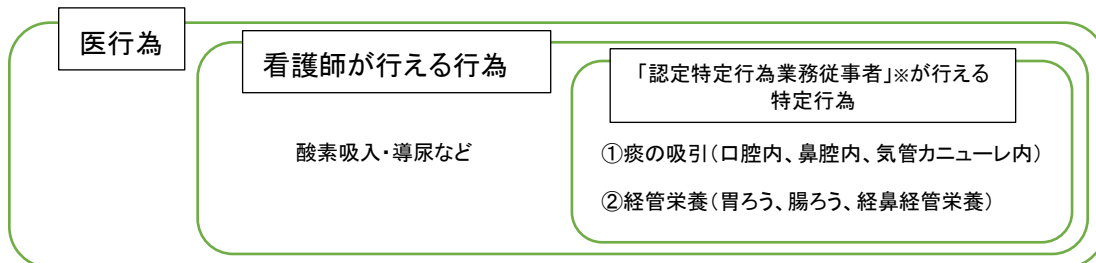 医行為
看護師が行える行為
「認定特定行為業務従事者」※が行える
特定行為
酸素吸入・導尿など
①痰の吸引(口腔内、鼻腔内、気管カニューレ内)
②経管栄養(胃ろう、腸ろう、経鼻経管栄養)